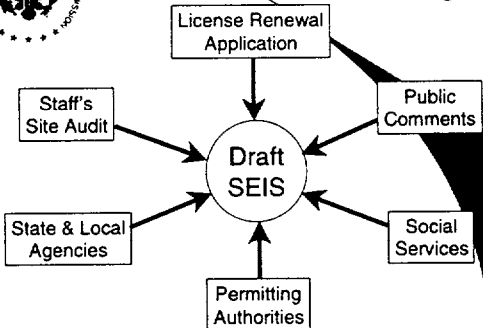 License Renewal
Application
Staff's
Site Audit
Public
Comments
Draft
SEIS
State & Local
Agencies
Social
Services
Permitting
Authorities